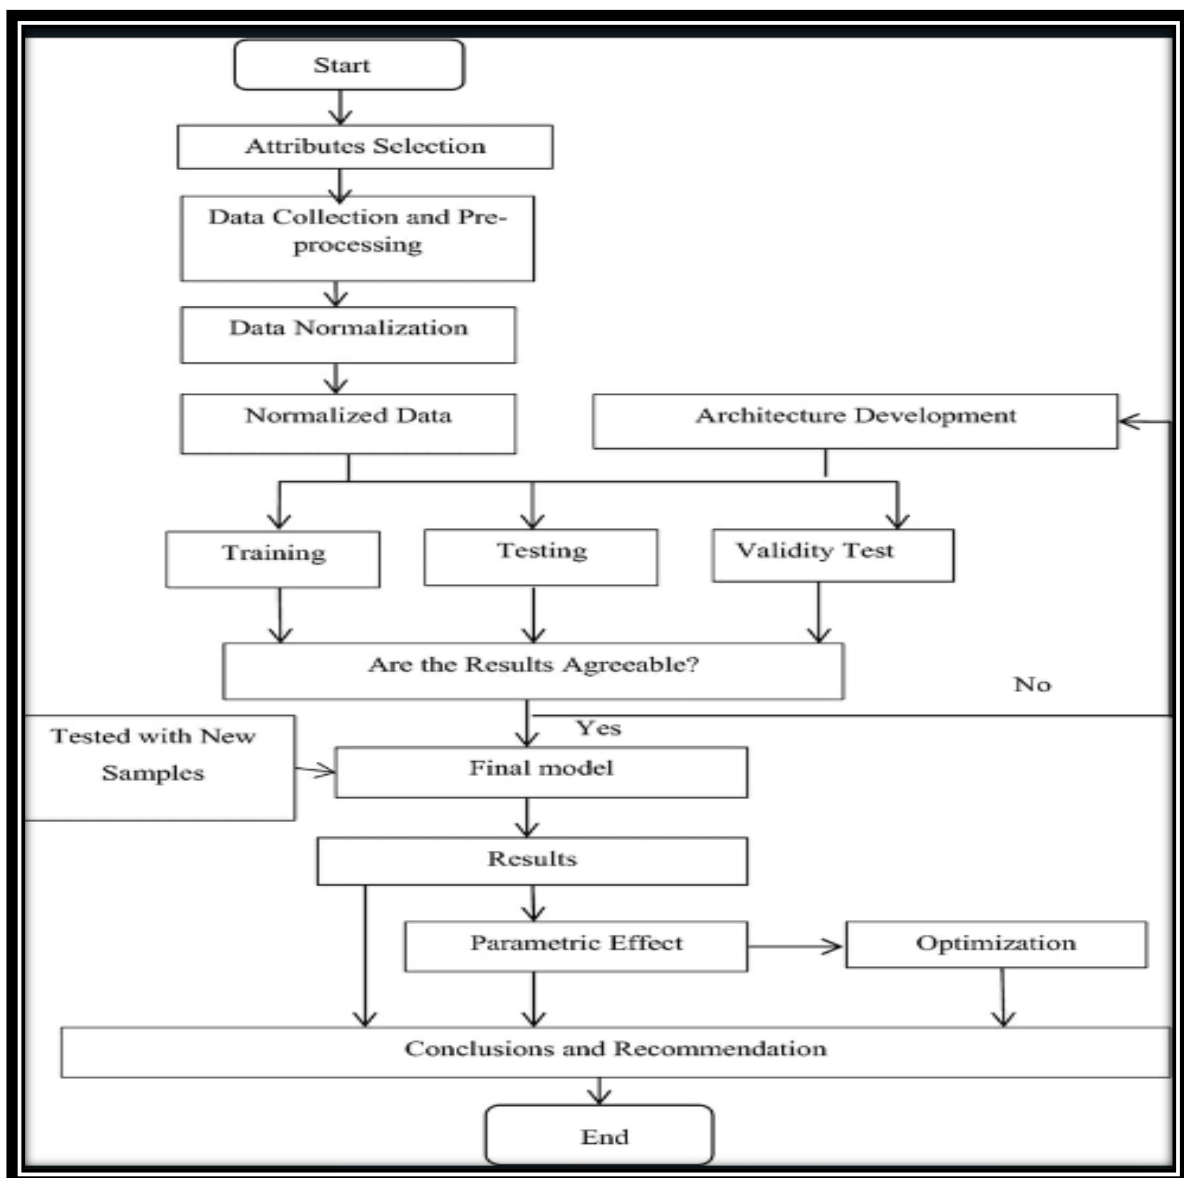 Start
Attributes Selection
Data Collection and Pre-
processing
Data Normalization
Normalized Data
Architecture Development
Training
Testing
Validity Test
Are the Results Agreeable?
No
Yes
Tested with New
Samples
Final model
Results
Parametric Effect
Optimization
Conclusions and Recommendation
End